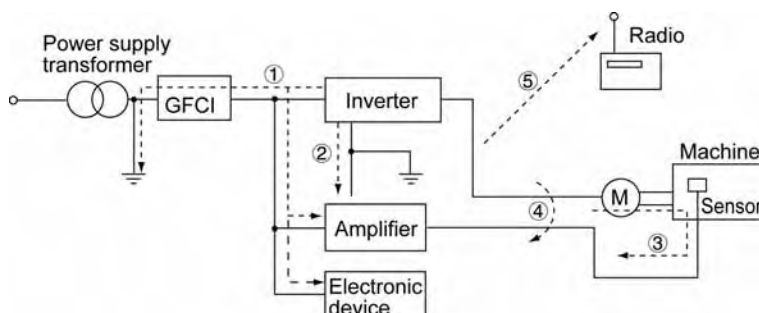 Power supply
transformer
GFCI
①
Inverter
⑤
Radio
②
Machine
M
Sensor
④
Amplifier
③
Electronic
device